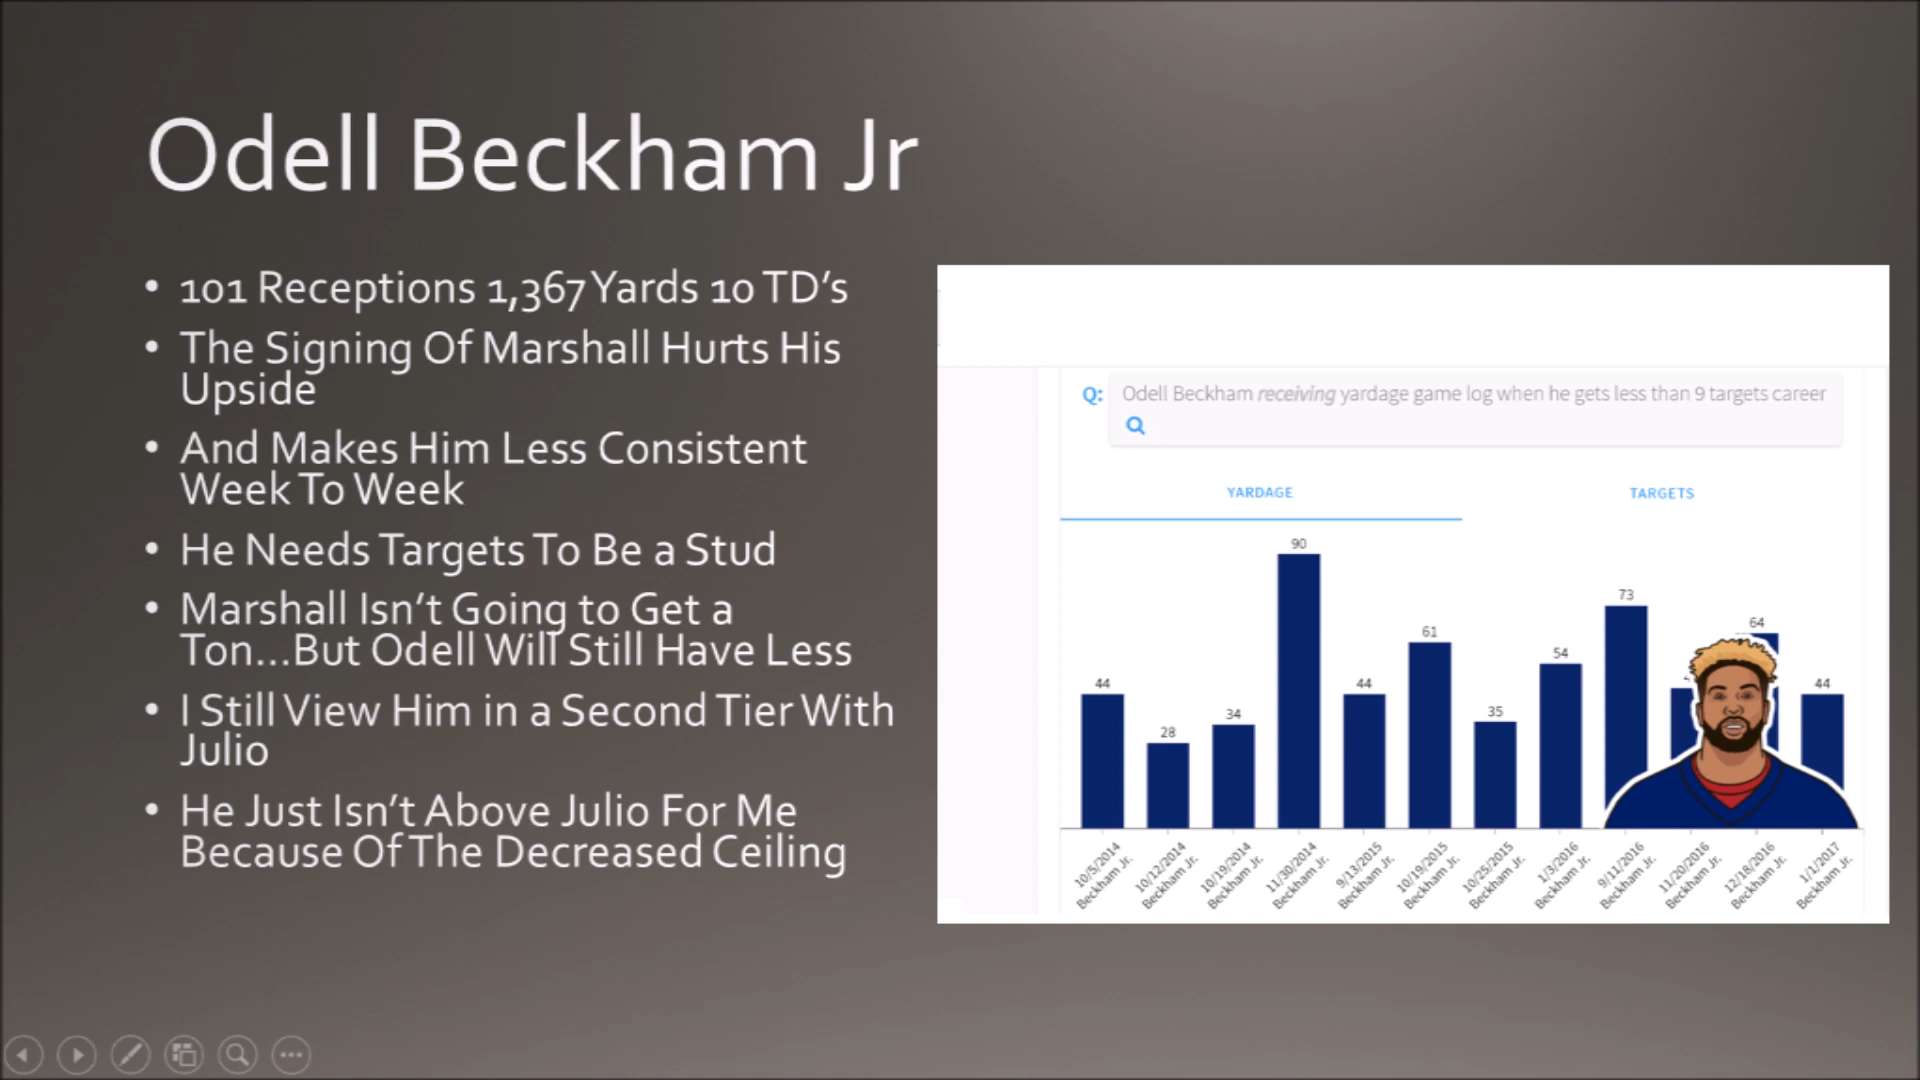 Odell Beckham Jr
• 101 Receptions 1,367 Yards 10 TD’s
• The Signing Of Marshall Hurts His
Upside
• And Makes Him Less Consistent
Week To Week
• He Needs Targets To Be a Stud
• Marshall Isn’t Going to Get a
Ton…But Odell Will Still Have Less
• I Still View Him in a Second Tier With
Julio
• He Just Isn’t Above Julio For Me
Because Of The Decreased Ceiling
Q: Odell Beckham receiving yardage game log when he gets less than 9 targets career
YARDAGE TARGETS
44 28 34 90 44 61 35 54 73 64 44
10/5/2014
Beckham Jr.
10/12/2014
Beckham Jr.
10/19/2014
Beckham Jr.
11/30/2014
Beckham Jr.
9/13/2015
Beckham Jr.
10/19/2015
Beckham Jr.
10/25/2015
Beckham Jr.
1/3/2016
Beckham Jr.
9/11/2016
Beckham Jr.
11/20/2016
Beckham Jr.
12/18/2016
Beckham Jr.
1/1/2017
Beckham Jr.